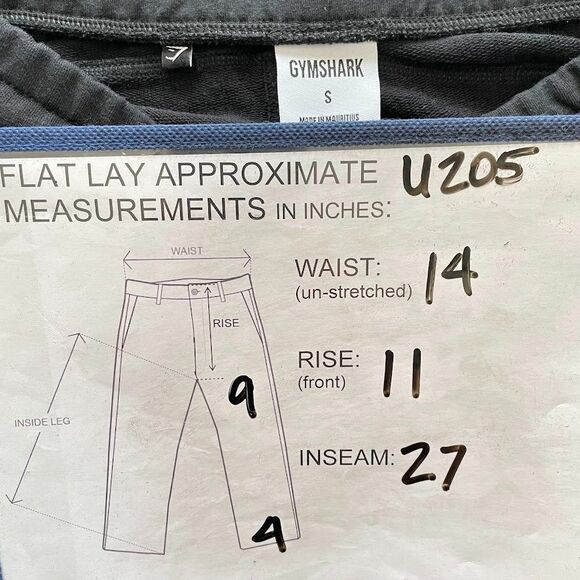 GYMSHARK
S
MADE IN MAURITIUS
FLAT LAY APPROXIMATE U205
MEASUREMENTS IN INCHES:
WAIST
WAIST: 14
(un-stretched)
RISE
RISE: 11
(front)
9
INSIDE LEG
INSEAM: 27
4